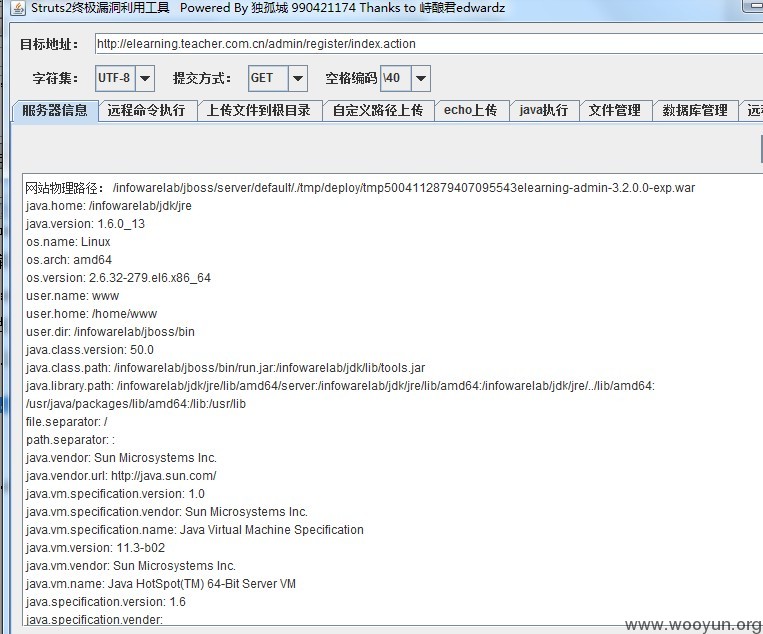 Struts2终极漏洞利用工具 Powered By 独孤城 990421174 Thanks to 峙酿君edwardz
目标地址： http://elearning.teacher.com.cn/admin/register/index.action
字符集： UTF-8 提交方式： GET 空格编码 \40
服务器信息 远程命令执行 上传文件到根目录 自定义路径上传 echo上传 java执行 文件管理 数据库管理
网站物理路径： /infowarelab/jboss/server/default/./tmp/deploy/tmp5004112879407095543elearning-admin-3.2.0.0-exp.war
java.home: /infowarelab/jdk/jre
java.version: 1.6.0_13
os.name: Linux
os.arch: amd64
os.version: 2.6.32-279.el6.x86_64
user.name: www
user.home: /home/www
user.dir: /infowarelab/jboss/bin
java.class.version: 50.0
java.class.path: /infowarelab/jboss/bin/run.jar:/infowarelab/jdk/lib/tools.jar
java.library.path: /infowarelab/jdk/jre/lib/amd64/server:/infowarelab/jdk/jre/lib/amd64:/infowarelab/jdk/jre/../lib/amd64:
/usr/java/packages/lib/amd64:/lib:/usr/lib
file.separator: /
path.separator: :
java.vendor: Sun Microsystems Inc.
java.vendor.url: http://java.sun.com/
java.vm.specification.version: 1.0
java.vm.specification.vendor: Sun Microsystems Inc.
java.vm.specification.name: Java Virtual Machine Specification
java.vm.version: 11.3-b02
java.vm.vendor: Sun Microsystems Inc.
java.vm.name: Java HotSpot(TM) 64-Bit Server VM
java.specification.version: 1.6
java.specification.vender:
www.wooyun.org